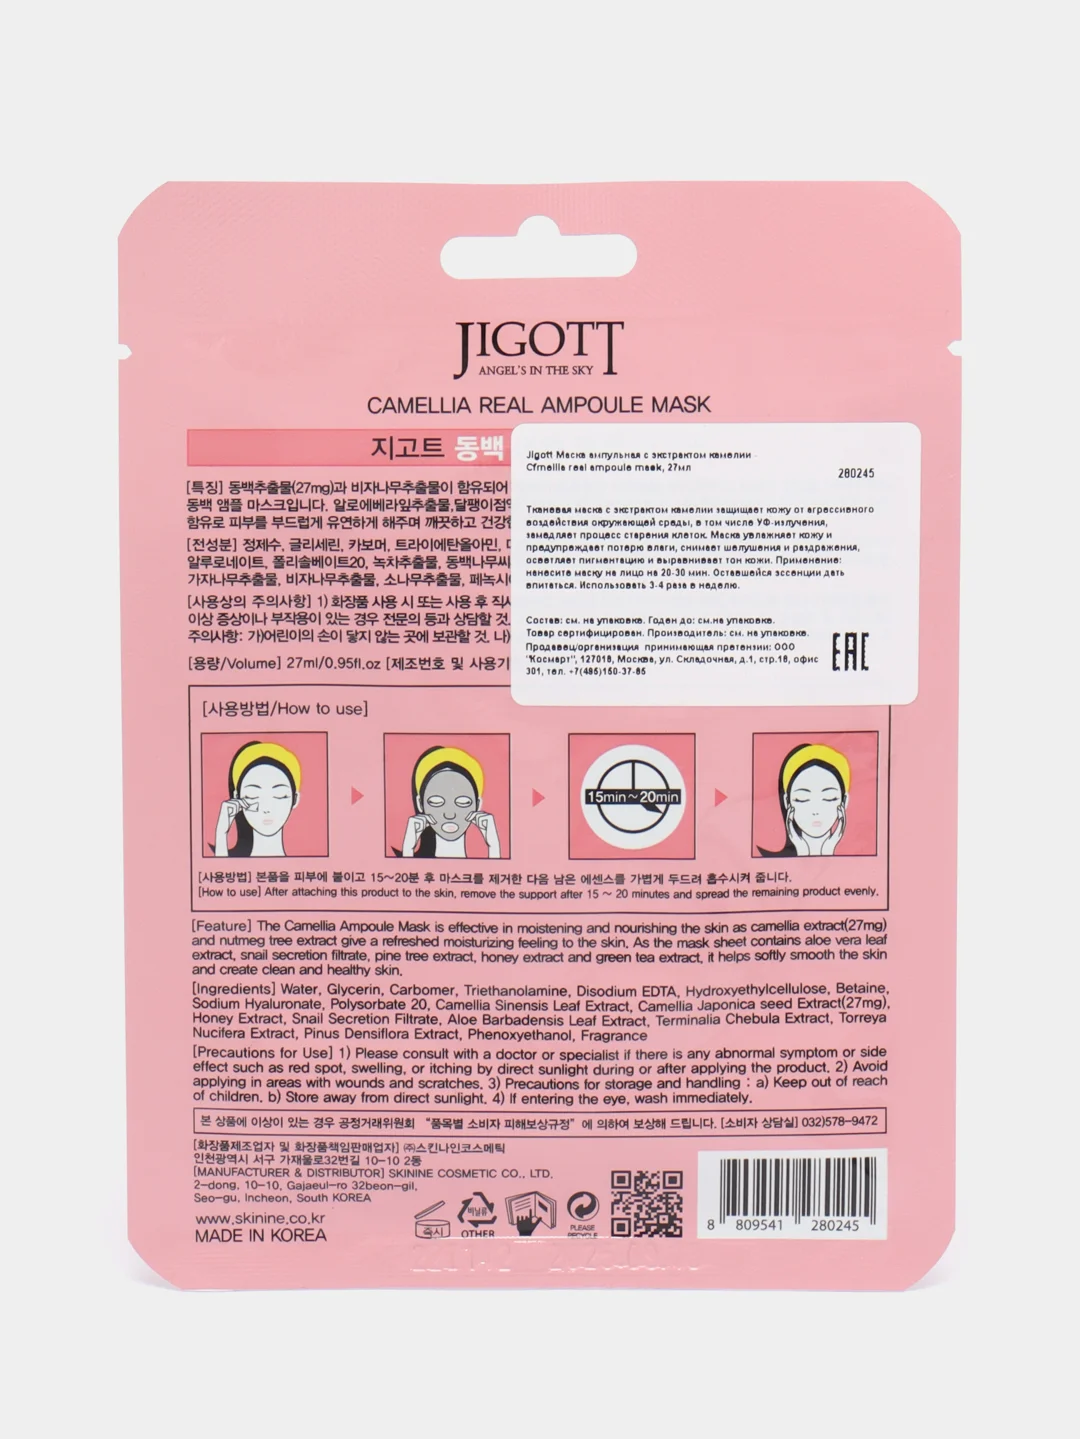 JIGOTT
ANGEL'S IN THE SKY
CAMELLIA REAL AMPOULE MASK
지고트 동백
[특징] 동백추출물(27mg)과 비자나무추출물이 함유되어
동백 앰플 마스크입니다. 알로에베라잎추출물,달팽이점액
함유로 피부를 부드럽게 유연하게 해주며 깨끗하고 건강한
[전성분] 정제수, 글리세린, 카보머, 트라이에탄올아민,
알루로네이트, 폴리솔베이트20, 녹차추출물, 동백나무씨
가자나무추출물, 비자나무추출물, 소나무추출물, 페녹시
[사용상의 주의사항] 1) 화장품 사용 시 또는 사용 후 직사
이상 증상이나 부작용이 있는 경우 전문의 등과 상담할 것.
주의사항: 가)어린이의 손이 닿지 않는 곳에 보관할 것. 나)
[용량/Volume] 27ml/0.95fl.oz [제조번호 및 사용기
Jigott Маска ампульная с экстрактом камелии
Cfmellia real ampoule mask, 27мл
280245
Тканевая маска с экстрактом камелии защищает кожу от агрессивного
воздействия окружающей среды, в том числе УФ-излучения,
замедляет процесс старения клеток. Маска увлажняет кожу и
предупреждает потерю влаги, снимает шелушения и раздражения,
осветляет пигментацию и выравнивает тон кожи. Применение:
нанесите маску на лицо на 20-30 мин. Оставшейся эссенции дать
впитаться. Использовать 3-4 раза в неделю.
Состав: см. на упаковке. Годен до: см.на упаковке.
Товар сертифицирован. Производитель: см. на упаковке.
Продавец/организация принимающая претензии: ООО
"Космарт", 127018, Москва, ул. Складочная, д.1, стр.18, офис
301, тел. +7(495)150-37-85
EAC
[사용방법/How to use]
15min~20min
[사용방법] 본품을 피부에 붙이고 15~20분 후 마스크를 제거한 다음 남은 에센스를 가볍게 두드려 흡수시켜 줍니다.
[How to use] After attaching this product to the skin, remove the support after 15 ~ 20 minutes and spread the remaining product evenly.
[Feature] The Camellia Ampoule Mask is effective in moistening and nourishing the skin as camellia extract(27mg)
and nutmeg tree extract give a refreshed moisturizing feeling to the skin. As the mask sheet contains aloe vera leaf
extract, snail secretion filtrate, pine tree extract, honey extract and green tea extract, it helps softly smooth the skin
and create clean and healthy skin.
[Ingredients] Water, Glycerin, Carbomer, Triethanolamine, Disodium EDTA, Hydroxyethylcellulose, Betaine,
Sodium Hyaluronate, Polysorbate 20, Camellia Sinensis Leaf Extract, Camellia Japonica seed Extract(27mg),
Honey Extract, Snail Secretion Filtrate, Aloe Barbadensis Leaf Extract, Terminalia Chebula Extract, Torreya
Nucifera Extract, Pinus Densiflora Extract, Phenoxyethanol, Fragrance
[Precautions for Use] 1) Please consult with a doctor or specialist if there is any abnormal symptom or side
effect such as red spot, swelling, or itching by direct sunlight during or after applying the product. 2) Avoid
applying in areas with wounds and scratches. 3) Precautions for storage and handling : a) Keep out of reach
of children. b) Store away from direct sunlight. 4) If entering the eye, wash immediately.
본 상품에 이상이 있는 경우 공정거래위원회 "품목별 소비자 피해보상규정"에 의하여 보상해 드립니다. [소비자 상담실] 032)578-9472
[화장품제조업자 및 화장품책임판매업자] ㈜스킨나인코스메틱
인천광역시 서구 가재울로32번길 10-10 2동
[MANUFACTURER & DISTRIBUTOR] SKININE COSMETIC CO., LTD.
2-dong, 10-10, Gajaeul-ro 32beon-gil,
Seo-gu, Incheon, South KOREA
www.skinine.co.kr
MADE IN KOREA
즉시
비닐류
OTHER
PLEASE
RECYCLE
8 809541 280245